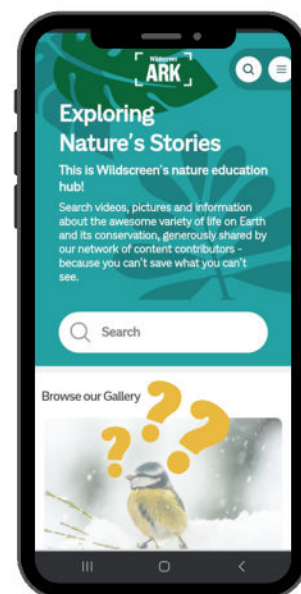 Wildscreen
ARK
Exploring
Nature's Stories
This is Wildscreen's nature education
hub!
Search videos, pictures and information
about the awesome variety of life on Earth
and its conservation, generously shared by
our network of content contributors -
because you can't save what you can't
see.
Search
Browse our Gallery
???